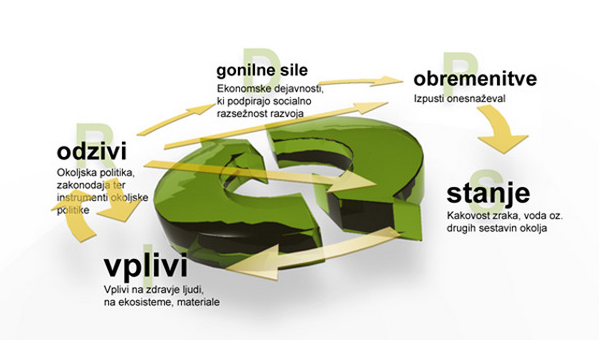 D
gonilne sile
Ekonomske dejavnosti,
ki podpirajo socialno
razsežnost razvoja
P
obremenitve
Izpusti onesnaževal
S
stanje
Kakovost zraka, voda oz.
drugih sestavin okolja
I
vplivi
Vplivi na zdravje ljudi,
na ekosisteme, materiale
R
odzivi
Okoljska politika,
zakonodaja ter
instrumenti okoljske
politike